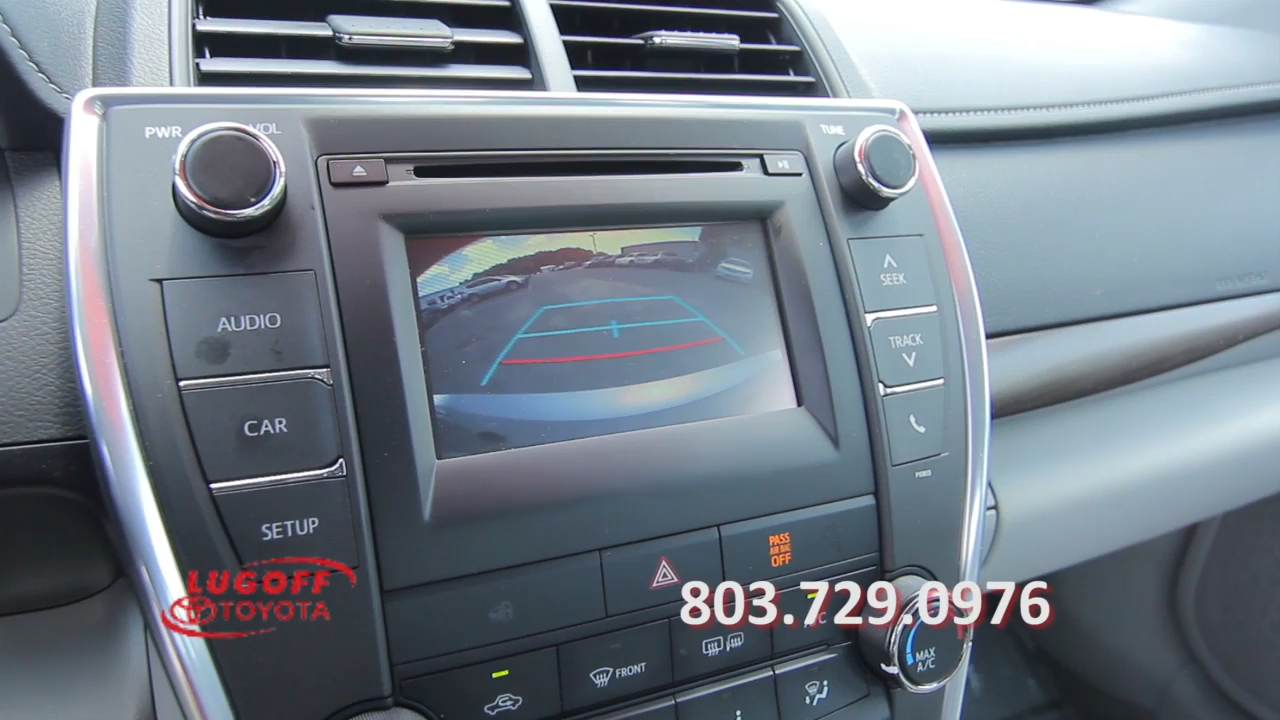 PWR
VOL
TUNE
AUDIO
SEEK
TRACK
CAR
SETUP
PASS
AIR BAG
OFF
LUGOFF
TOYOTA
803.729.0976
FRONT
MAX
A/C